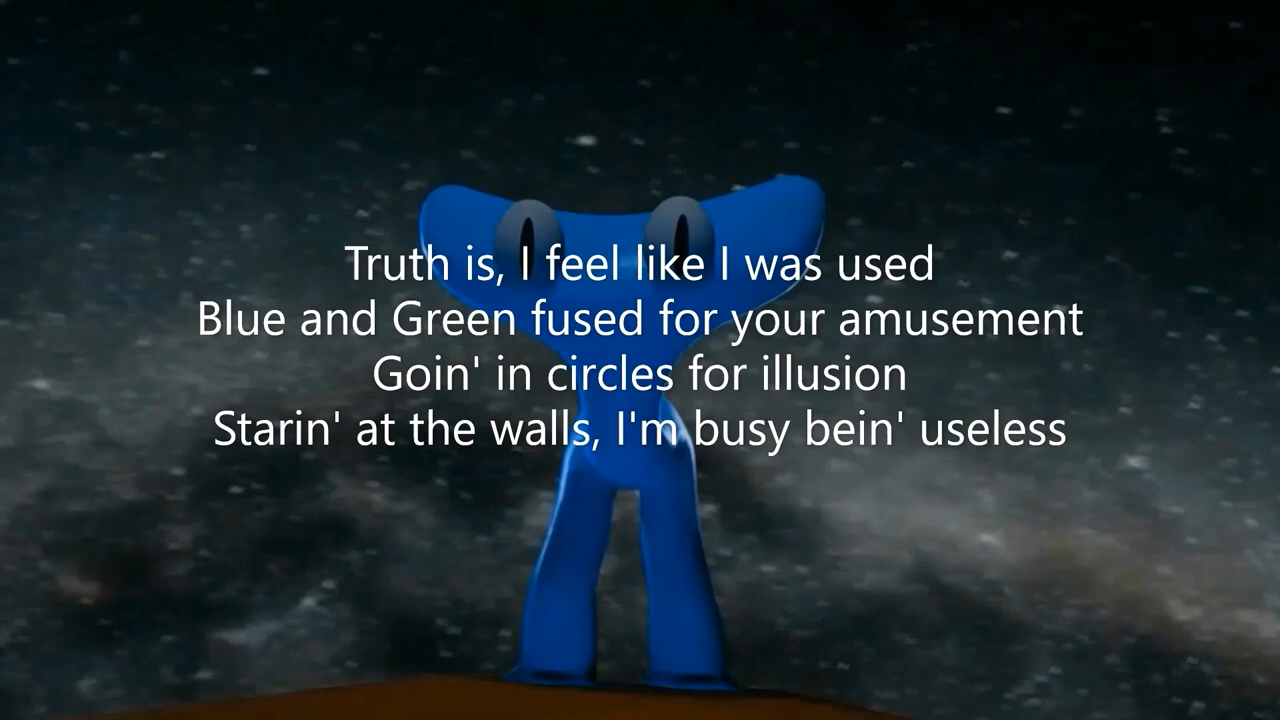 Truth is, I feel like I was used
Blue and Green fused for your amusement
Goin' in circles for illusion
Starin' at the walls, I'm busy bein' useless